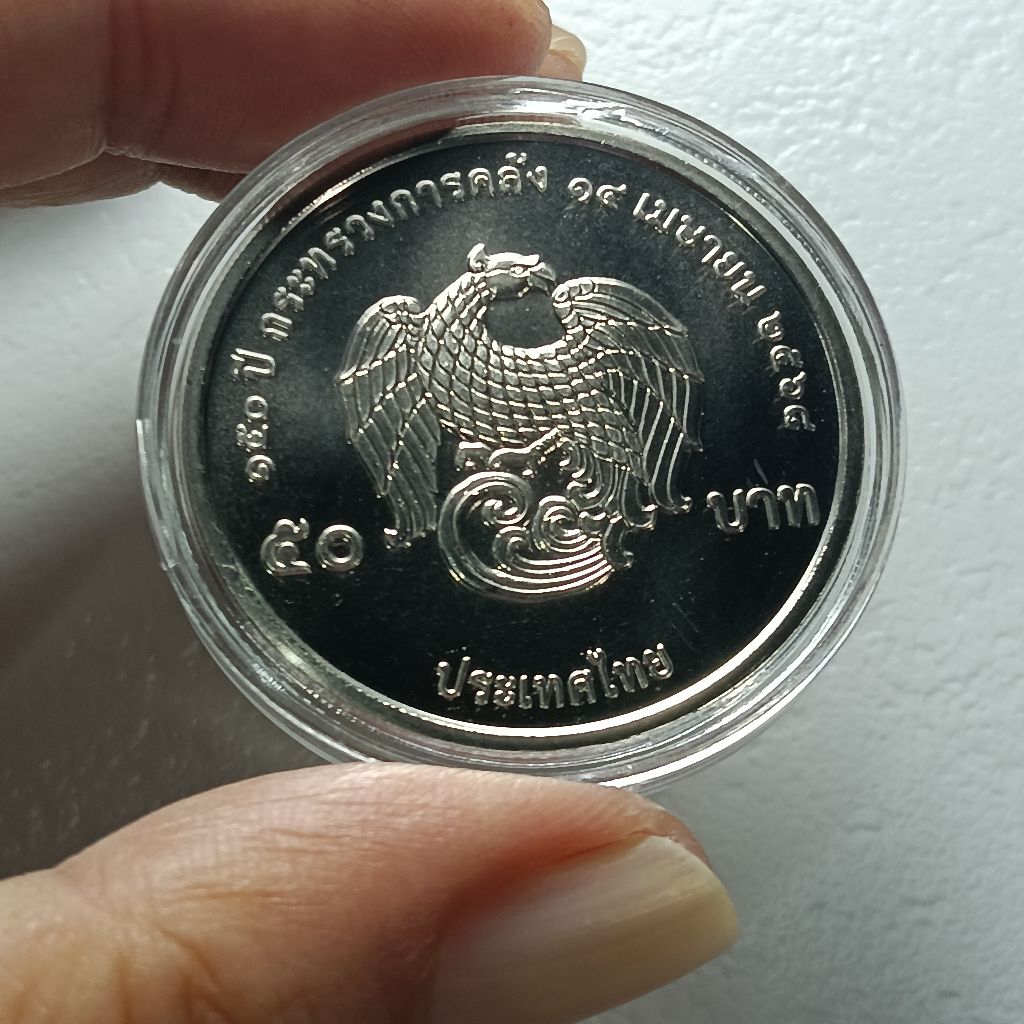 ๑๕๐ ปี กระทรวงการคลัง ๑๔ เมษายน ๒๕๖๘
๕๐ บาท
ประเทศไทย